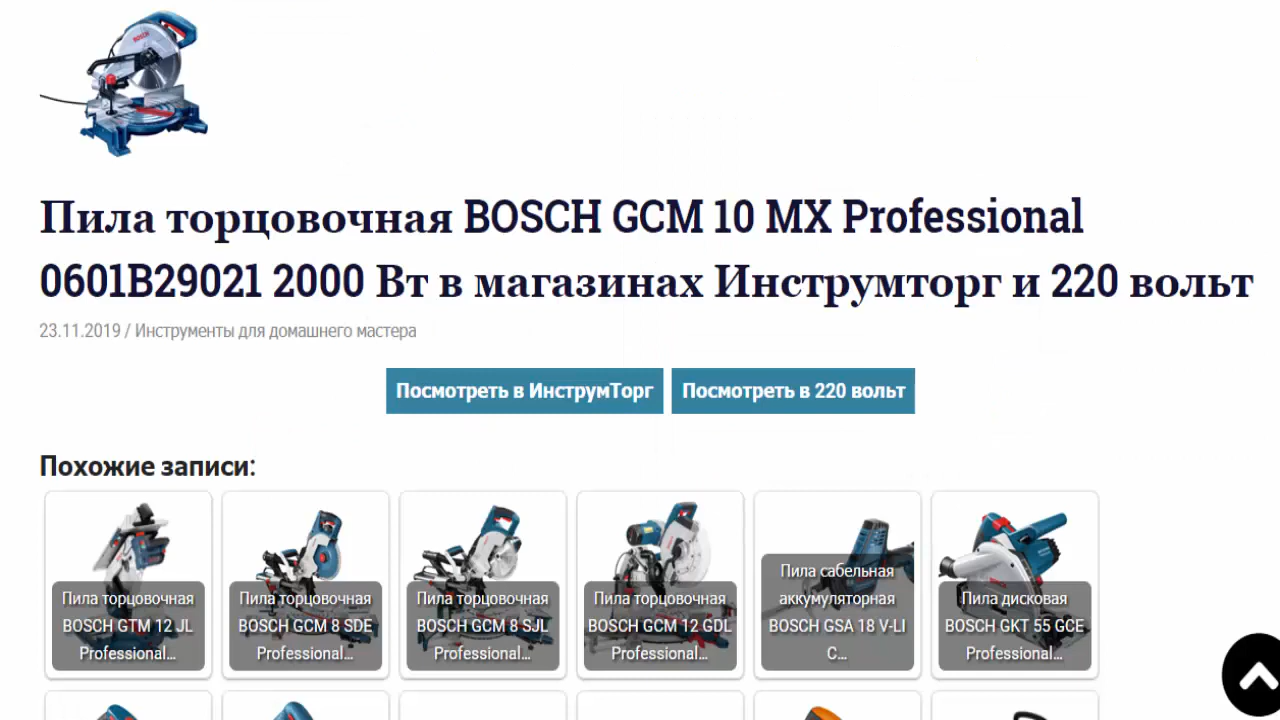 BOSCH
Пила торцовочная BOSCH GCM 10 MX Professional
0601B29021 2000 Вт в магазинах Инструмторг и 220 вольт
23.11.2019 / Инструменты для домашнего мастера
Посмотреть в ИнструмТорг Посмотреть в 220 вольт
Похожие записи:
Пила торцовочная
BOSCH GTM 12 JL
Professional...
Пила торцовочная
BOSCH GCM 8 SDE
Professional...
Пила торцовочная
BOSCH GCM 8 SJL
Professional...
Пила торцовочная
BOSCH GCM 12 GDL
Professional...
Пила сабельная
аккумуляторная
BOSCH GSA 18 V-LI
C...
Пила дисковая
BOSCH GKT 55 GCE
Professional...